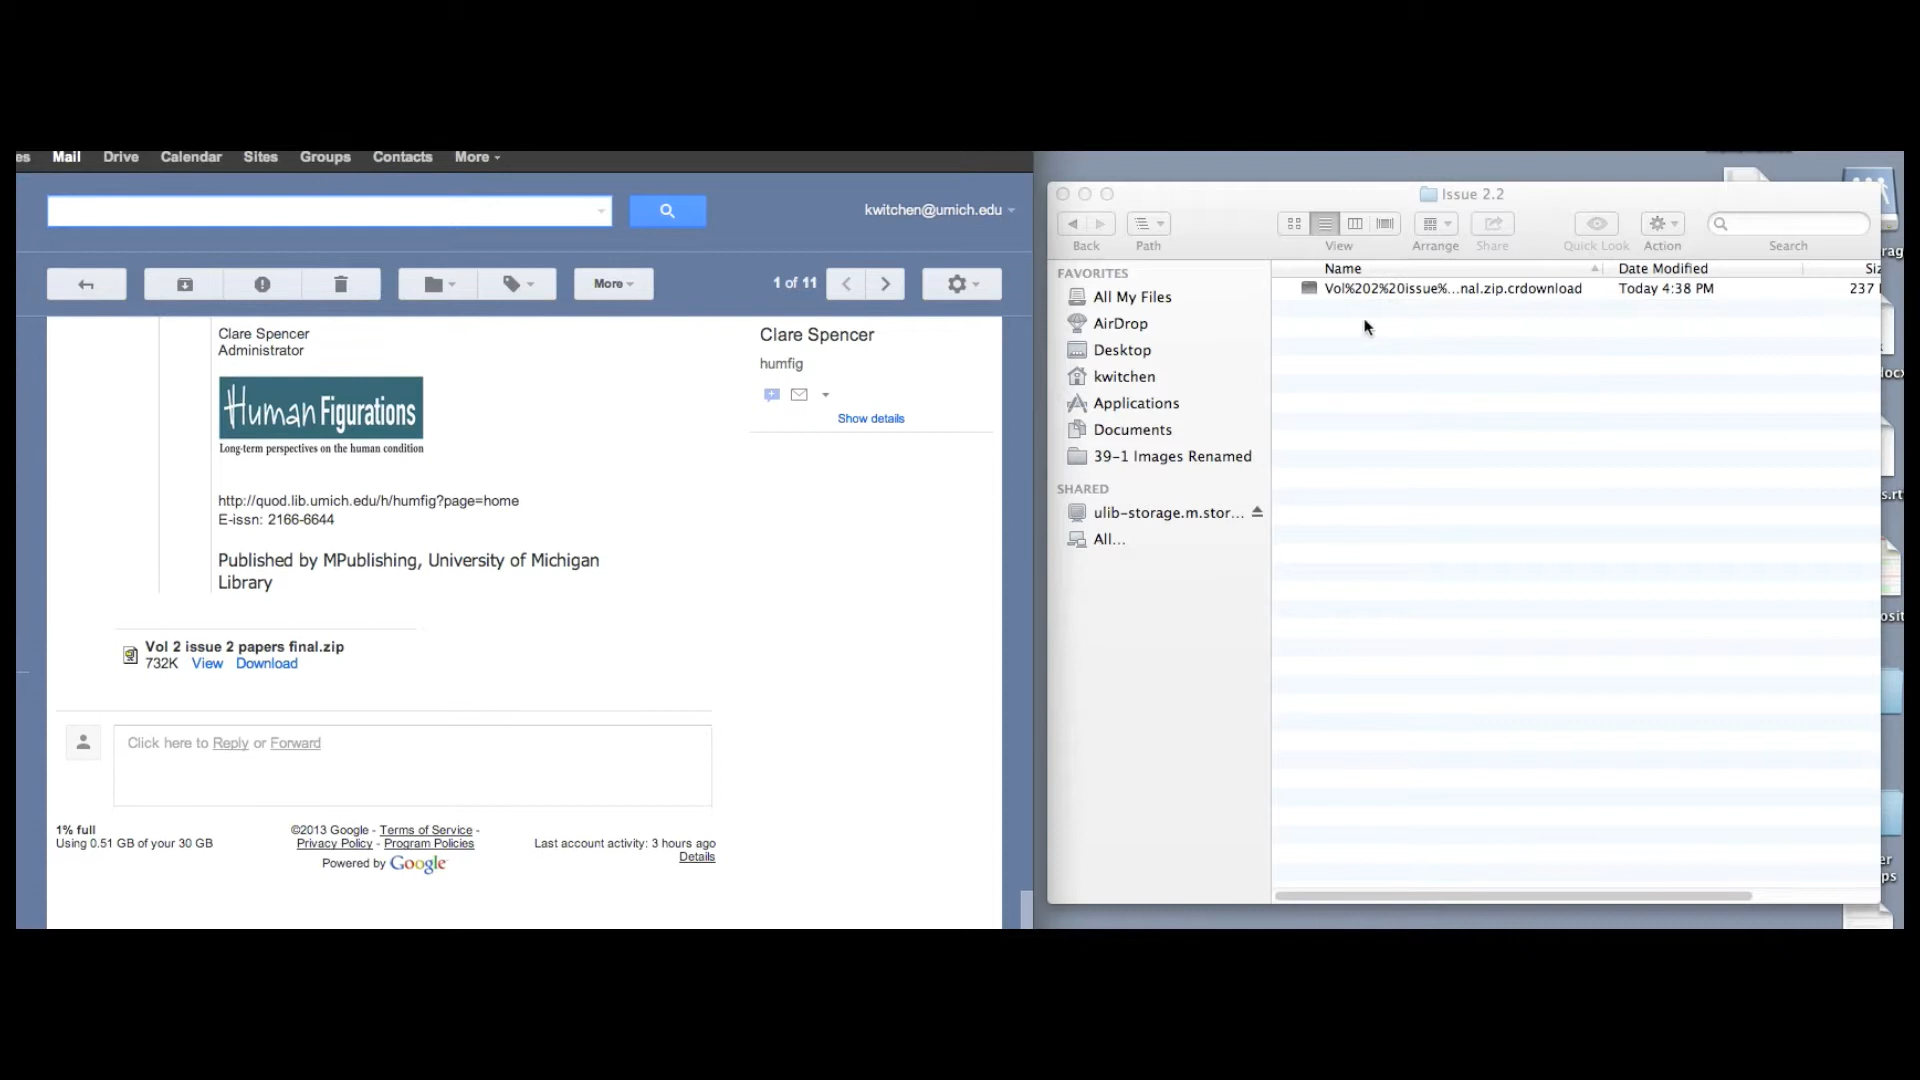 es Mail Drive Calendar Sites Groups Contacts More
kwitchen@umich.edu
More 1 of 11
Clare Spencer
Administrator
Human Figurations
Long-term perspectives on the human condition
http://quod.lib.umich.edu/h/humfig?page=home
E-issn: 2166-6644
Published by MPublishing, University of Michigan
Library
Clare Spencer
humfig
Show details
Vol 2 issue 2 papers final.zip
732K View Download
Click here to Reply or Forward
1% full
Using 0.51 GB of your 30 GB
©2013 Google - Terms of Service -
Privacy Policy - Program Policies
Powered by Google
Last account activity: 3 hours ago
Details
Issue 2.2
Back Path View Arrange Share Quick Look Action Search
FAVORITES
All My Files
AirDrop
Desktop
kwitchen
Applications
Documents
39-1 Images Renamed
SHARED
ulib-storage.m.stor...
All...
Name Date Modified Siz
Vol%202%20issue%...nal.zip.crdownload Today 4:38 PM 237
rag
docx
s.rt
osit
er
ps